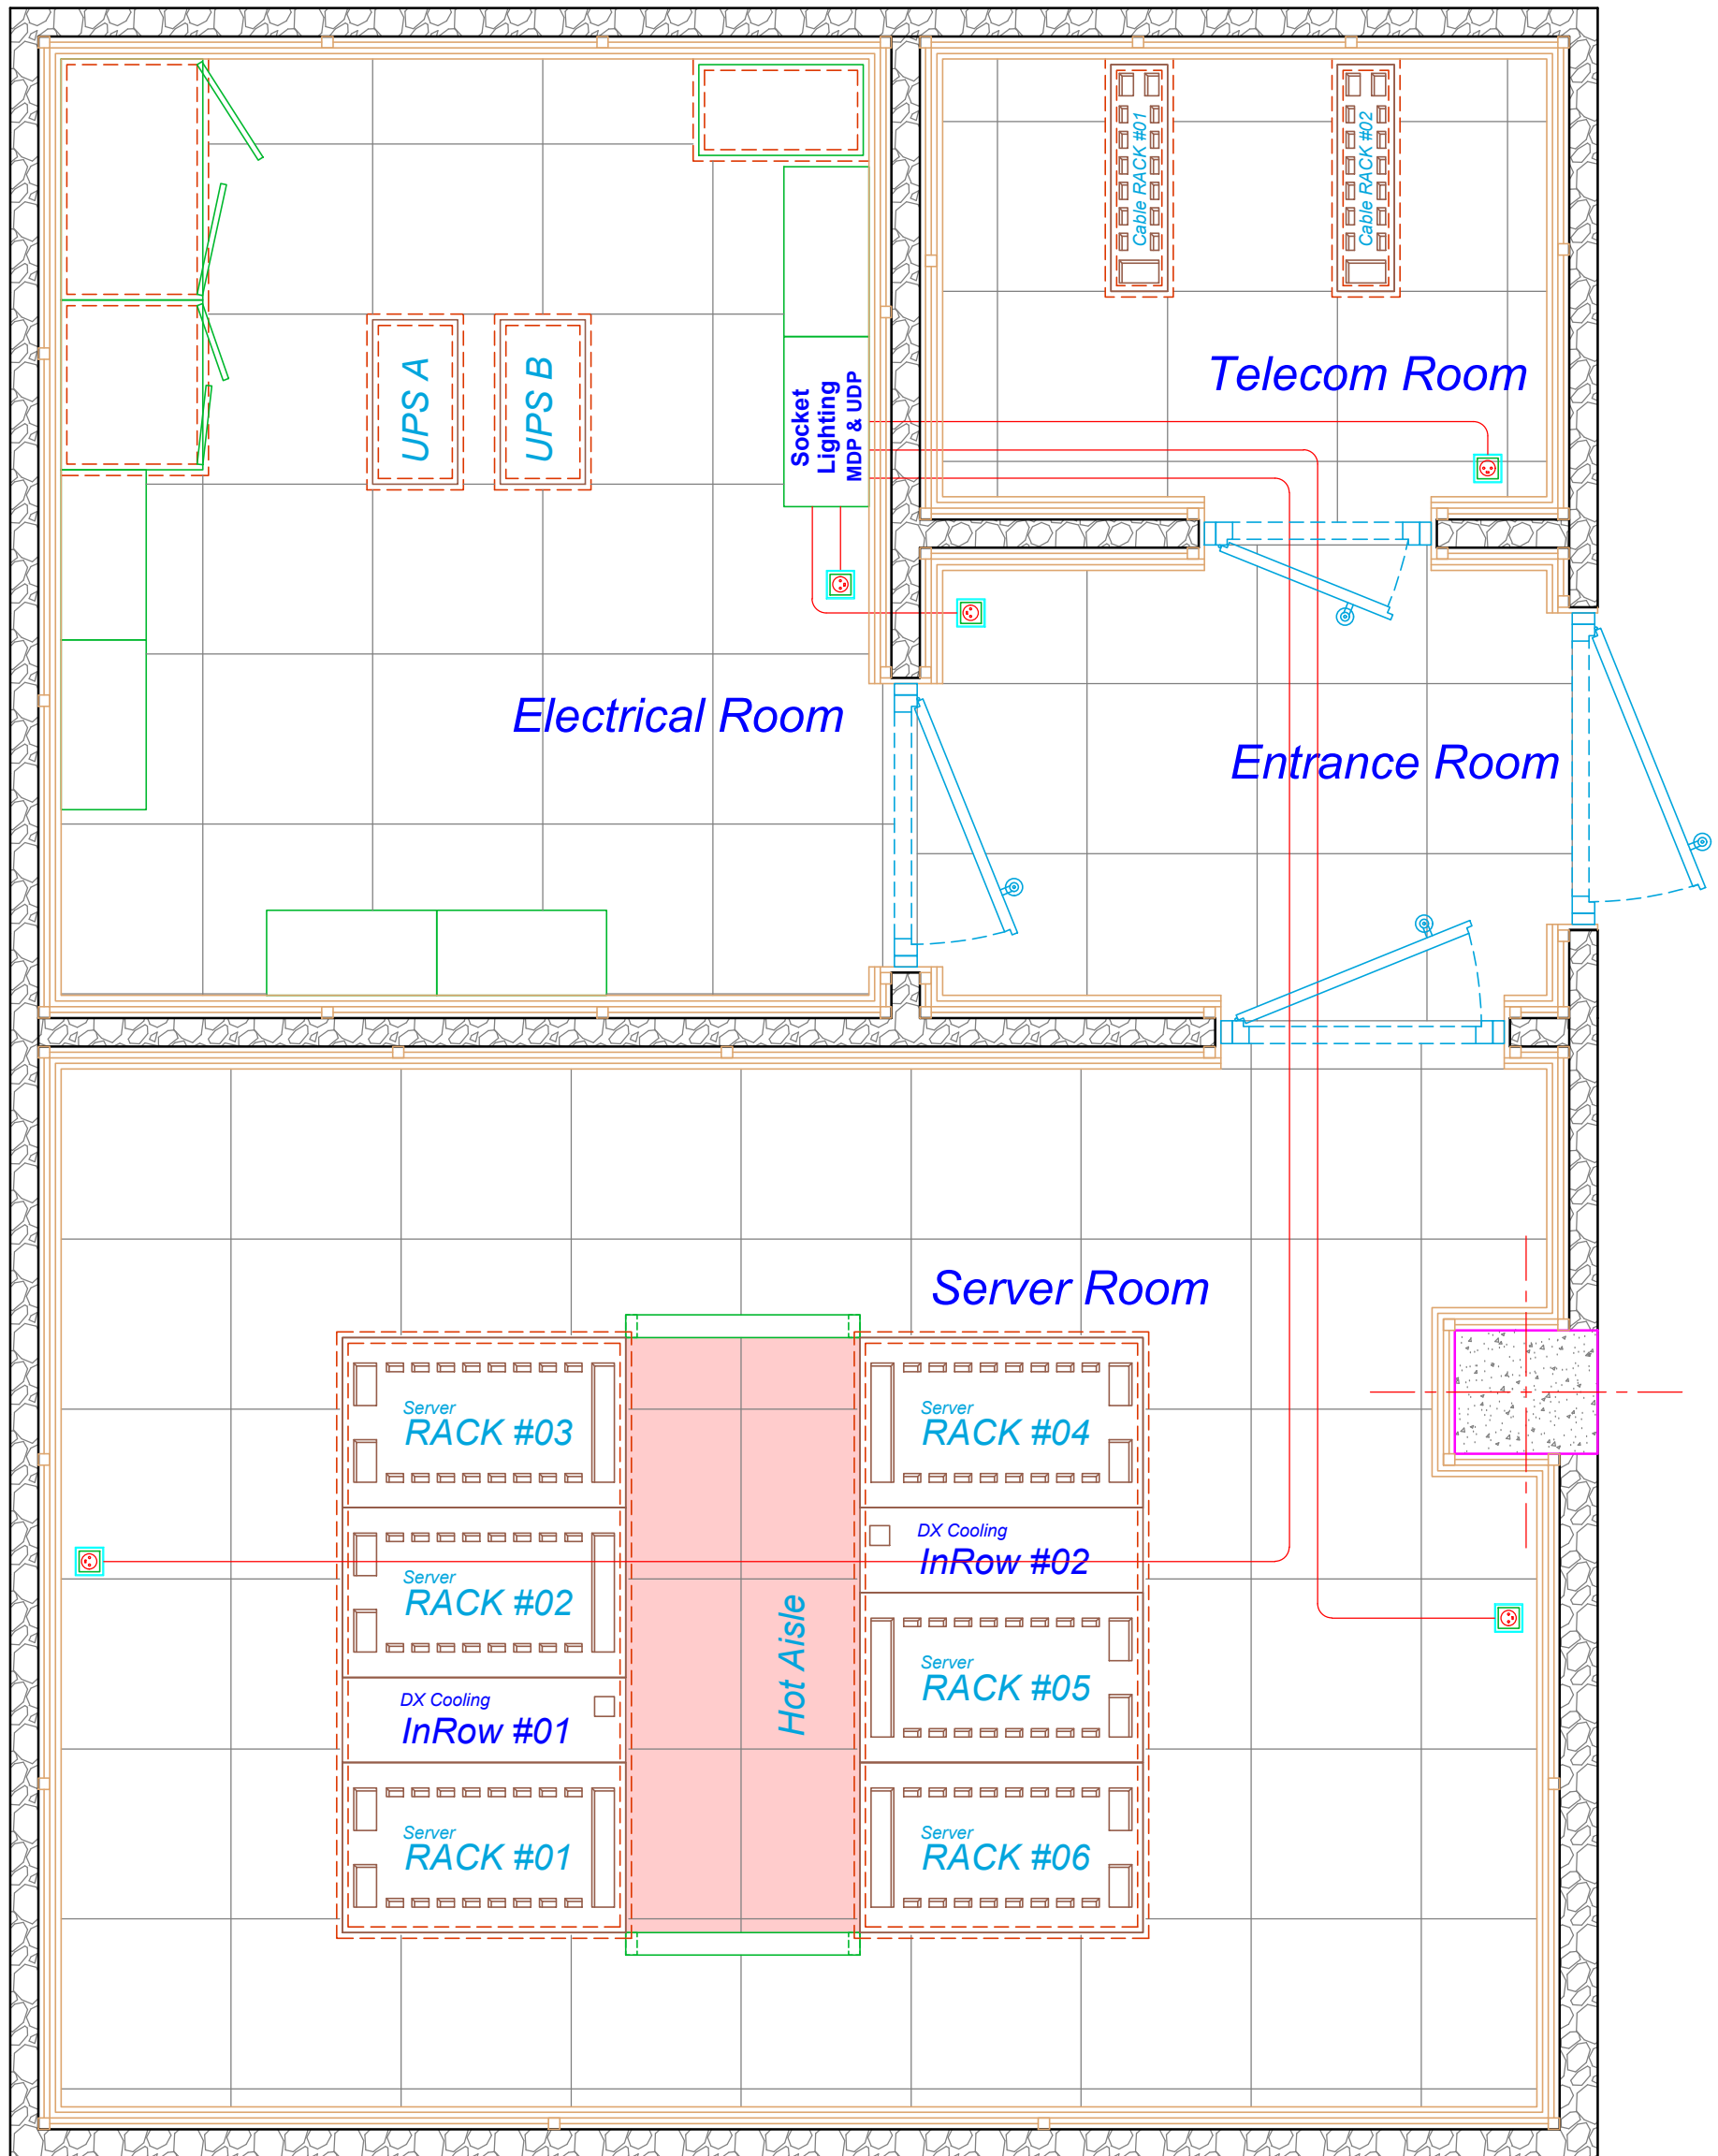 Cable RACK #01
Cable RACK #02
UPS A
UPS B
Socket
Lighting
MDP & UDP
Telecom Room
Electrical Room
Entrance Room
Server Room
Server
RACK #03
Server
RACK #02
DX Cooling
InRow #01
Server
RACK #01
Hot Aisle
Server
RACK #04
DX Cooling
InRow #02
Server
RACK #05
Server
RACK #06